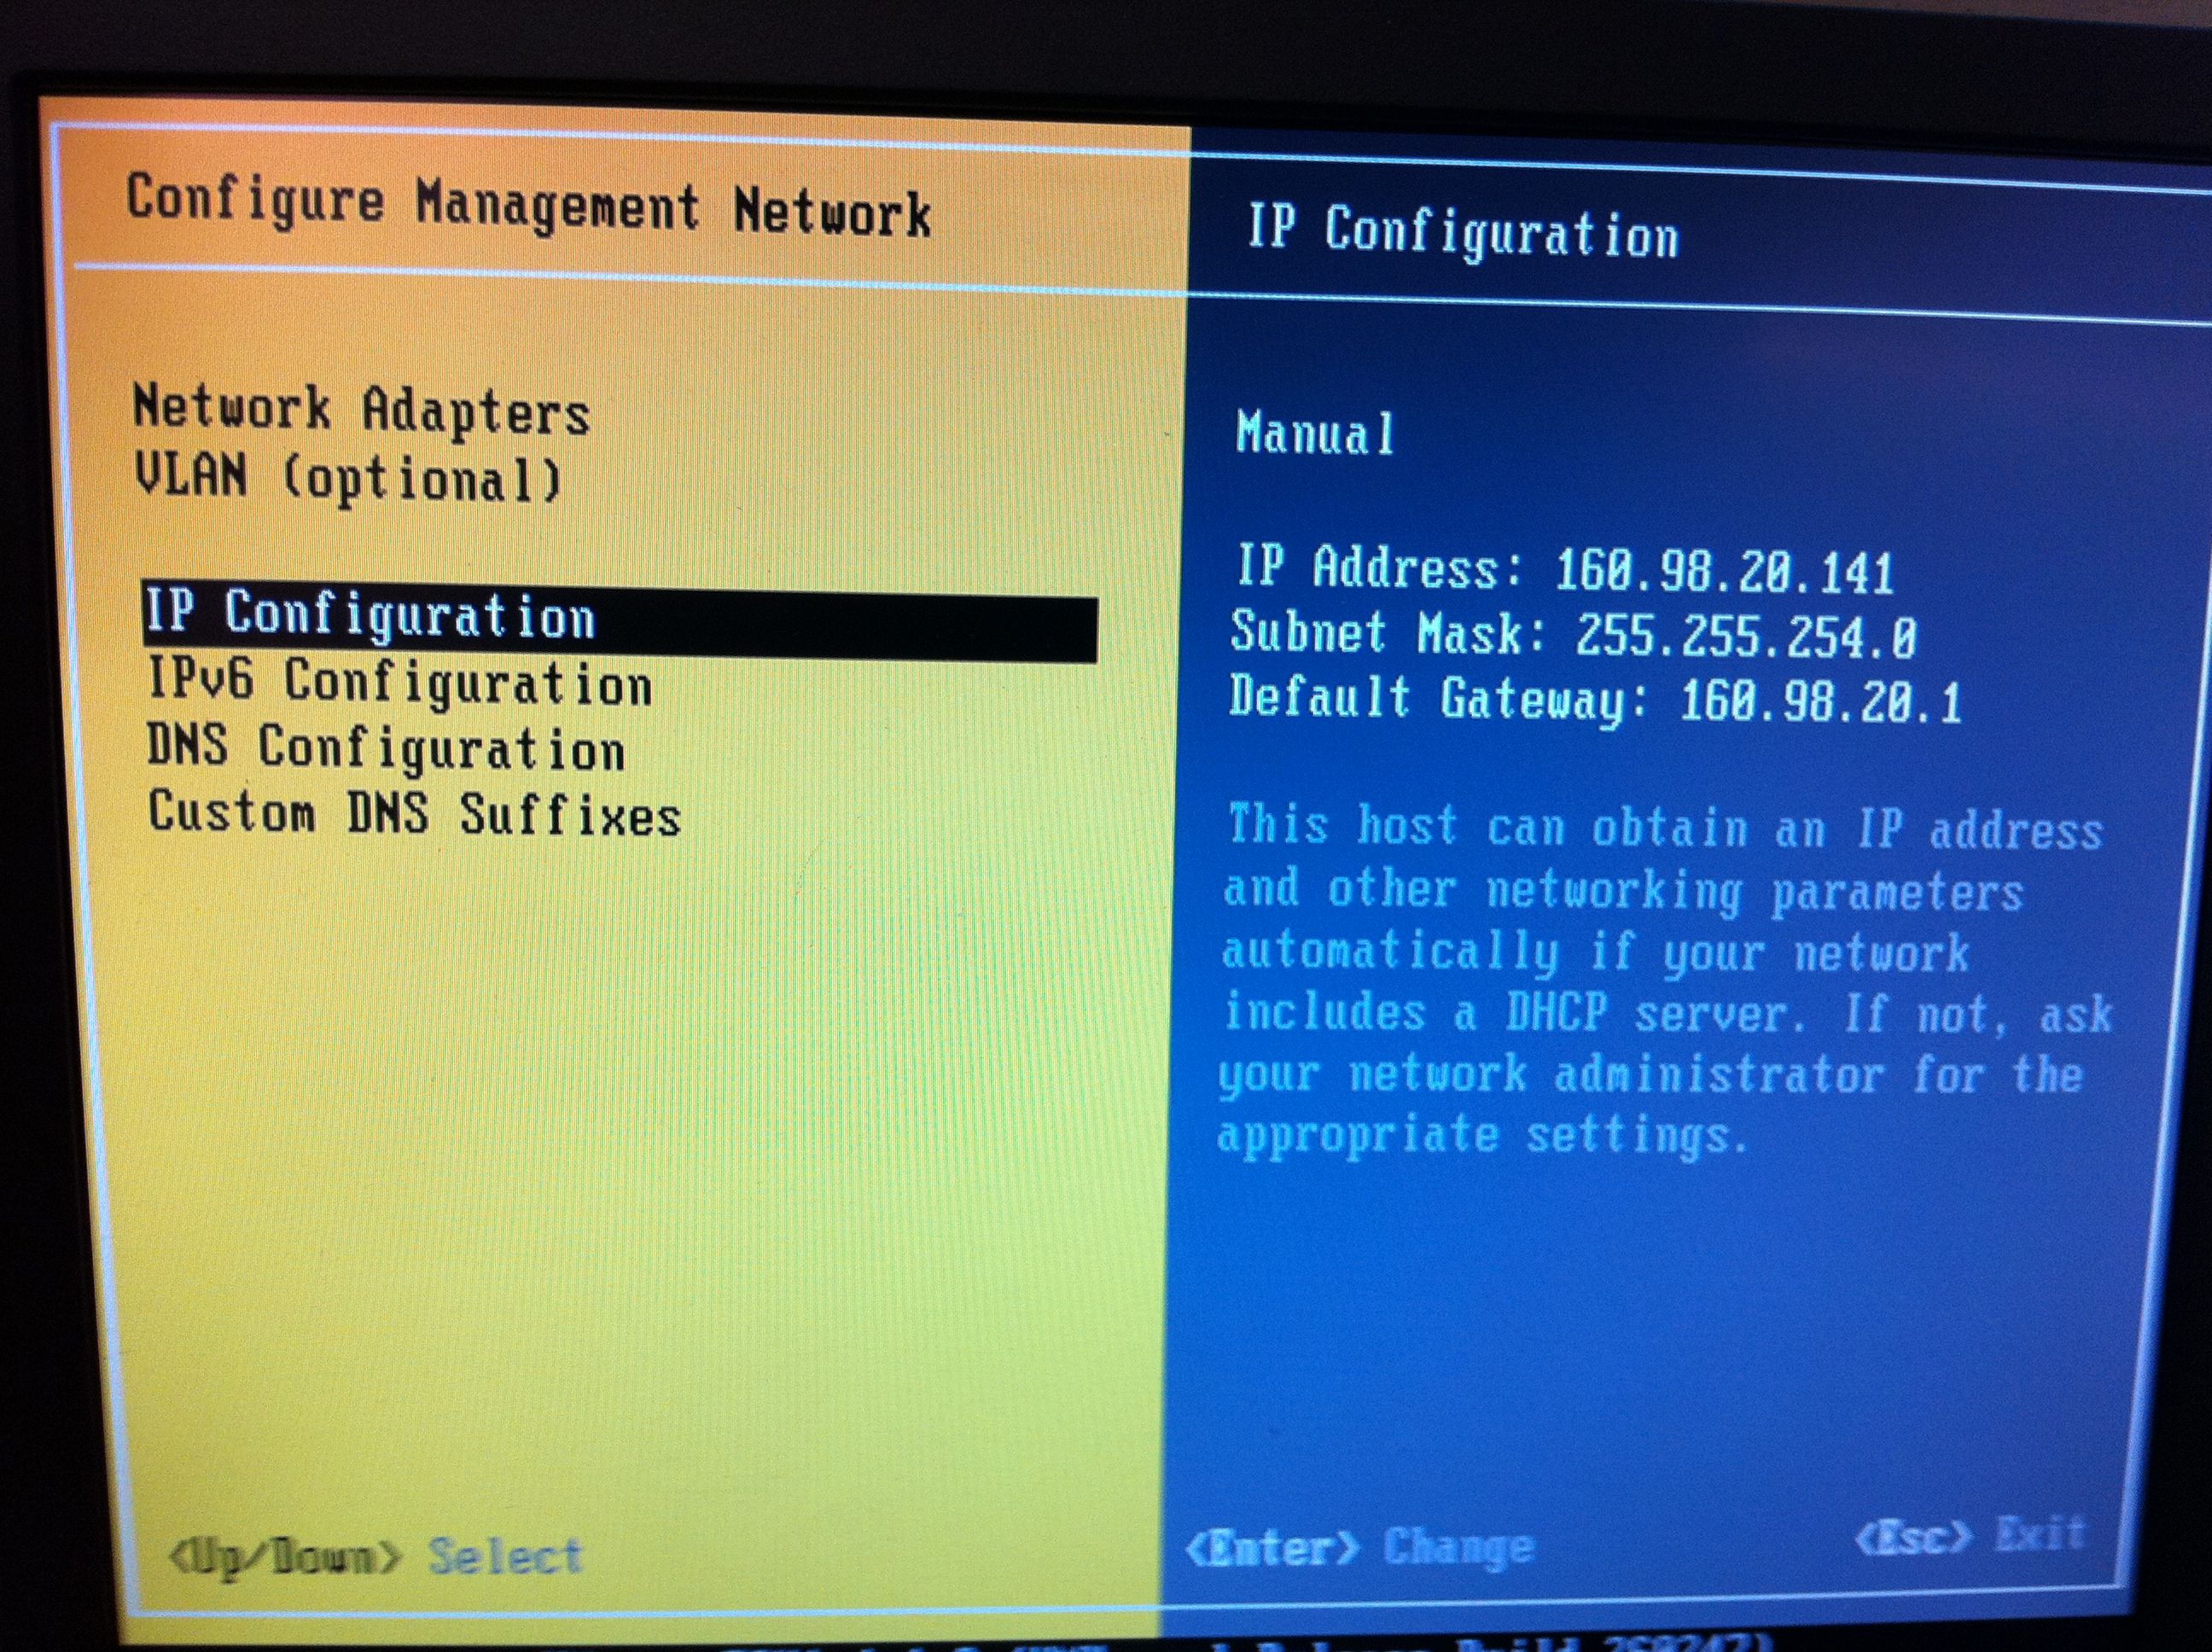 Configure Management Network
IP Configuration
Network Adapters
VLAN (optional)
IP Configuration
IPv6 Configuration
DNS Configuration
Custom DNS Suffixes
Manual
IP Address: 160.98.20.141
Subnet Mask: 255.255.254.0
Default Gateway: 160.98.20.1
This host can obtain an IP address
and other networking parameters
automatically if your network
includes a DHCP server. If not, ask
your network administrator for the
appropriate settings.
<Up/Down> Select
<Enter> Change
<Esc> Exit
Release Build 260247)